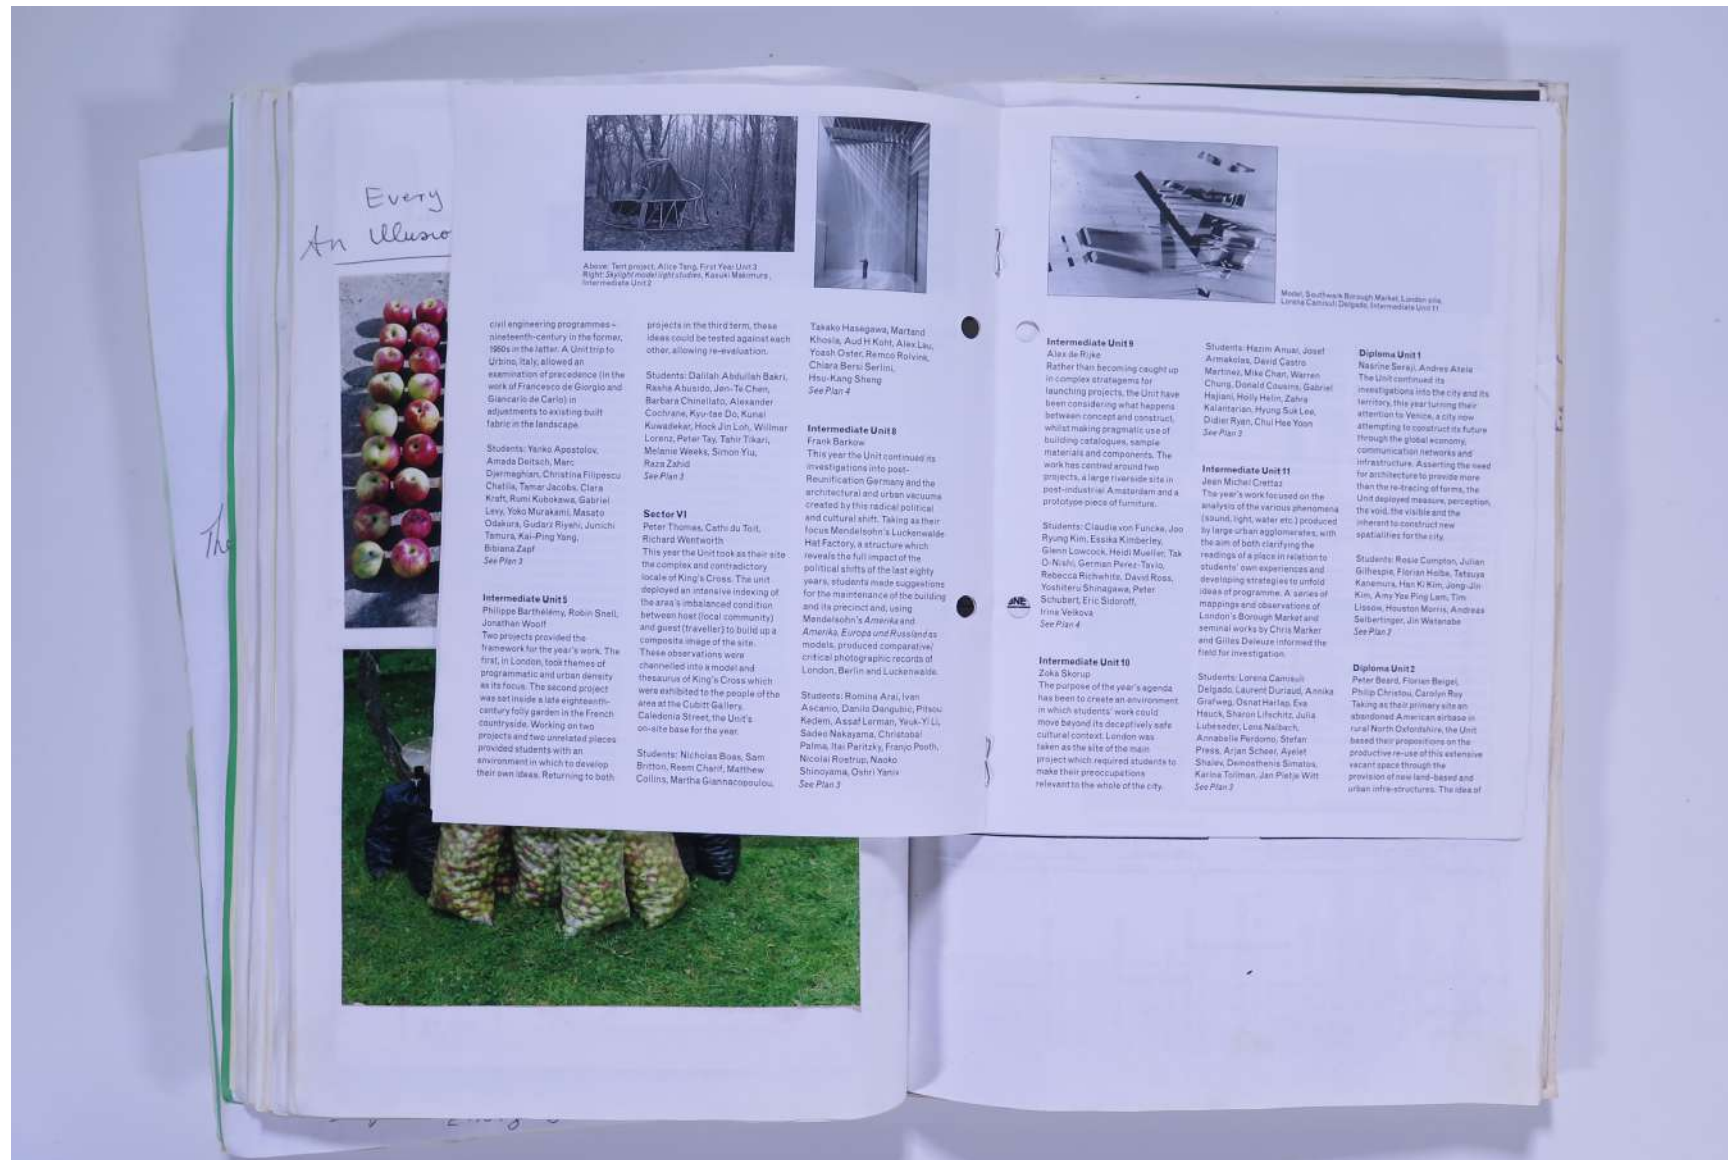 Every
An Illusio
The
Above: Tent project, Alice Tang, First Year Unit 3
Right: Skylight model light studies, Kasuki Makimura,
Intermediate Unit 2
civil engineering programmes –
nineteenth-century in the former,
1960s in the latter. A Unit trip to
Urbino, Italy, allowed an
examination of precedence (in the
work of Francesco de Giorgio and
Giancarlo de Carlo) in
adjustments to existing built
fabric in the landscape.
Students: Yanko Apostolov,
Amada Deitsch, Marc
Djermeghian, Christina Filipescu
Chatila, Tamar Jacobs, Clara
Kraft, Rumi Kubokawa, Gabriel
Levy, Yoko Murakami, Masato
Odakura, Gudarz Riyahi, Junichi
Tamura, Kai-Ping Yang,
Bibiana Zapf
See Plan 3
Intermediate Unit 5
Philippe Barthélémy, Robin Snell,
Jonathan Woolf
Two projects provided the
framework for the year's work. The
first, in London, took themes of
programmatic and urban density
as its focus. The second project
was set inside a late eighteenth-
century folly garden in the French
countryside. Working on two
projects and two unrelated places
provided students with an
environment in which to develop
their own ideas. Returning to both
projects in the third term, these
ideas could be tested against each
other, allowing re-evaluation.
Students: Dalilah Abdullah Bakri,
Rasha Abusido, Jen-Te Chen,
Barbara Chinellato, Alexander
Cochrane, Kyu-tae Do, Kunal
Kuwadekar, Hock Jin Loh, Willmar
Lorenz, Peter Tay, Tahir Tikari,
Melanie Weeks, Simon Yiu,
Raza Zahid
See Plan 3
Sector VI
Peter Thomas, Cathi du Toit,
Richard Wentworth
This year the Unit took as their site
the complex and contradictory
locale of King's Cross. The unit
deployed an intensive indexing of
the area's imbalanced condition
between host (local community)
and guest (traveller) to build up a
composite image of the site.
These observations were
channelled into a model and
thesaurus of King's Cross which
were exhibited to the people of the
area at the Cubitt Gallery,
Caledonia Street, the Unit's
on-site base for the year.
Students: Nicholas Boas, Sam
Britton, Reem Charif, Matthew
Collins, Martha Giannacopoulou,
Takako Hasegawa, Martand
Khosla, Aud H Koht, Alex Lau,
Yoash Oster, Remco Rolvink,
Chiara Bersi Serlini,
Hsu-Kang Sheng
See Plan 4
Intermediate Unit 8
Frank Barkow
This year the Unit continued its
investigations into post-
Reunification Germany and the
architectural and urban vacuums
created by this radical political
and cultural shift. Taking as their
focus Mendelsohn's Luckenwalde
Hat Factory, a structure which
reveals the full impact of the
political shifts of the last eighty
years, students made suggestions
for the maintenance of the building
and its precinct and, using
Mendelsohn's Amerika and
Amerika, Europa und Russland as
models, produced comparative/
critical photographic records of
London, Berlin and Luckenwalde.
Students: Romina Arai, Ivan
Ascanio, Danilo Dangubic, Pitsou
Kedem, Assaf Lerman, Yeuk-Yi Li,
Sadeo Nakayama, Christobal
Palma, Itai Paritzky, Franjo Pooth,
Nicolai Rostrup, Naoko
Shinoyama, Oshri Yaniv
See Plan 3
Model, Southwark Borough Market, London site,
Lorena Camisuli Delgado, Intermediate Unit 11
Intermediate Unit 9
Alex de Rijke
Rather than becoming caught up
in complex strategems for
launching projects, the Unit have
been considering what happens
between concept and construct,
whilst making pragmatic use of
building catalogues, sample
materials and components. The
work has centred around two
projects, a large riverside site in
post-industrial Amsterdam and a
prototype piece of furniture.
Students: Claudia von Funcke, Joo
Ryung Kim, Essika Kimberley,
Glenn Lowcock, Heidi Mueller, Tak
O-Nishi, German Perez-Tavio,
Rebecca Richwhite, David Ross,
Yoshiteru Shinagawa, Peter
Schubert, Eric Sidoroff,
Irina Velkova
See Plan 4
Intermediate Unit 10
Zoka Skorup
The purpose of the year's agenda
has been to create an environment
in which students' work could
move beyond its deceptively safe
cultural context. London was
taken as the site of the main
project which required students to
make their preoccupations
relevant to the whole of the city.
Students: Hazim Anuar, Josef
Armakolas, David Castro
Martinez, Mike Chan, Warren
Chung, Donald Cousins, Gabriel
Hajiani, Holly Helm, Zahra
Kalantarian, Hyung Suk Lee,
Didier Ryan, Chul Hee Yoon
See Plan 3
Intermediate Unit 11
Jean Michel Crettaz
The year's work focused on the
analysis of the various phenomena
(sound, light, water etc.) produced
by large urban agglomerates, with
the aim of both clarifying the
readings of a place in relation to
students' own experiences and
developing strategies to unfold
ideas of programme. A series of
mappings and observations of
London's Borough Market and
seminal works by Chris Marker
and Gilles Deleuze informed the
field for investigation.
Students: Lorena Camisuli
Delgado, Laurent Duriaud, Annika
Grafweg, Osnat Harlap, Eva
Hauck, Sharon Lifschitz, Julia
Lubeseder, Lena Nalbach,
Annabelle Perdomo, Stefan
Press, Arjan Scheer, Ayelet
Shalev, Demosthenis Simatos,
Karina Tollman, Jan Pietje Witt
See Plan 3
Diploma Unit 1
Nasrine Seraji, Andres Atela
The Unit continued its
investigations into the city and its
territory, this year turning their
attention to Venice, a city now
attempting to construct its future
through the global economy,
communication networks and
infrastructure. Asserting the need
for architecture to provide more
than the re-tracing of forms, the
Unit deployed measure, perception,
the void, the visible and the
inherent to construct new
spatialities for the city.
Students: Rosie Compton, Julian
Gilhespie, Florian Hoibe, Tatsuya
Kanemura, Han Ki Kim, Jong-Jin
Kim, Amy Yee Ping Lam, Tim
Lissow, Houston Morris, Andreas
Seibertinger, Jin Watanabe
See Plan 2
Diploma Unit 2
Peter Beard, Florian Beigel,
Philip Christou, Carolyn Roy
Taking as their primary site an
abandoned American airbase in
rural North Oxfordshire, the Unit
based their propositions on the
productive re-use of this extensive
vacant space through the
provision of new land-based and
urban infra-structures. The idea of